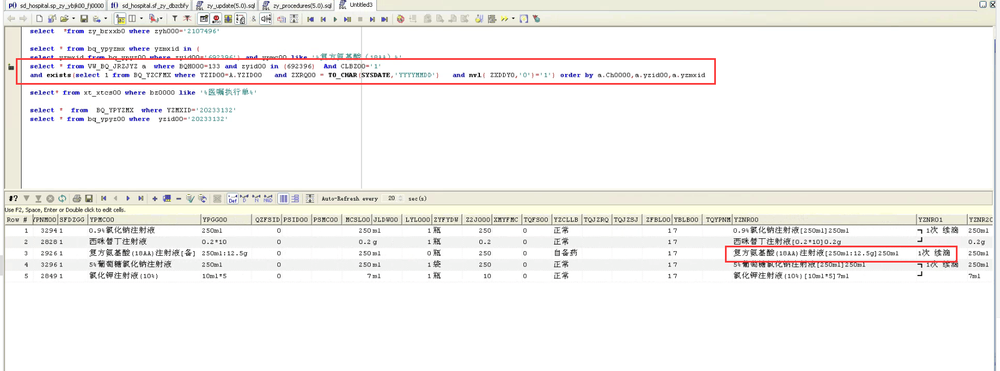 sd_hospital.sp_zy_ybjk00_fj0000 sd_hospital.sf_zy_dbzcbfy zy_update(5.0).sql zy_procedures(5.0).sql Untitled3
select *from zy_brxxb0 where zyh000='2107496'
select * from bq_ypyzmx where yzmxid in (
select yzmxid from bq_ypyz00 where zyid00='692396') and ypmc00 like '%复方氨基酸（18AA）%'
select * from VW_BQ_JRZJYZ a where BQH000=133 and zyid00 in (692396) And CLBZ00='1'
and exists(select 1 from BQ_YZCFMX where YZID00=A.YZID00 and ZXRQ00 = TO_CHAR(SYSDATE,'YYYYMMDD') and nvl( ZXDDY0,'0')='1') order by a.Ch0000,a.yzid00,a.yzmxid
select* from xt_xtcs00 where bz0000 like '%医嘱执行单%'
select * from BQ_YPYZMX where YZMXID='20233132'
select * from bq_ypyz00 where yzid00='20233132'
Auto-Refresh every 20 sec(s)
Use F2, Space, Enter or Double click to edit cells.
Row # YPNM00 SFDZGG YPMC00 YPGG00 QZFSID PSID00 PSMC00 MCSL00 JLDW00 LYL000 ZYFYDW ZZJ000 XMYFMC TQFS00 YZCLLB TQJZRQ TQJZSJ ZFBL00 YBLB00 TQYPNM YZNR00 YZNR01 YZNR2
1 3294 1 0.9%氯化钠注射液 250ml 0 250 ml 1 瓶 250 0 正常 1 7 0.9%氯化钠注射液[250ml]250ml ┓ 1次 续滴 250ml
2 2828 1 西咪替丁注射液 0.2*10 0 0.2 g 1 瓶 0.2 0 正常 1 7 西咪替丁注射液[0.2*10]0.2g ┛ 0.2g
3 2926 1 复方氨基酸(18AA)注射液[备] 250ml:12.5g 0 250 ml 0 瓶 250 0 自备药 1 7 复方氨基酸(18AA)注射液[250ml:12.5g]250ml 1次 续滴 250ml
4 3296 1 5%葡萄糖氯化钠注射液 250ml 0 250 ml 1 袋 250 0 正常 1 7 5%葡萄糖氯化钠注射液[250ml]250ml ┓ 1次 续滴 250ml
5 2849 1 氯化钾注射液(10%) 10ml*5 0 7 ml 1 瓶 10 0 正常 1 7 氯化钾注射液(10%)[10ml*5]7ml ┛ 7ml